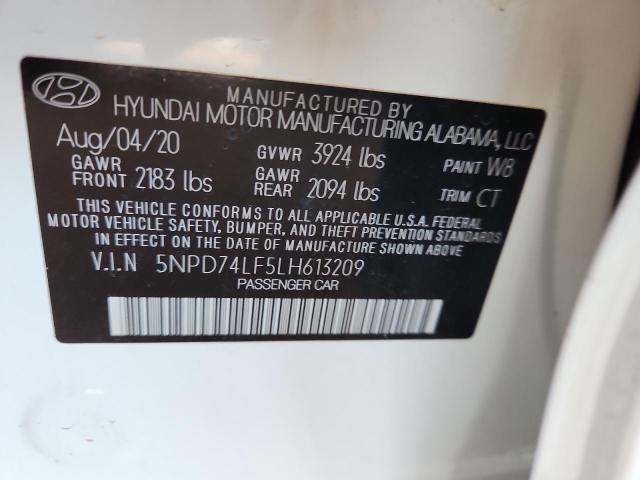 MANUFACTURED BY
HYUNDAI MOTOR MANUFACTURING ALABAMA, LLC
Aug/04/20 GVWR 3924 lbs PAINT W8
GAWR FRONT 2183 lbs GAWR REAR 2094 lbs TRIM CT
THIS VEHICLE CONFORMS TO ALL APPLICABLE U.S.A. FEDERAL
MOTOR VEHICLE SAFETY, BUMPER, AND THEFT PREVENTION STANDARDS
IN EFFECT ON THE DATE OF MANUFACTURE SHOWN ABOVE
V.I.N 5NPD74LF5LH613209
PASSENGER CAR